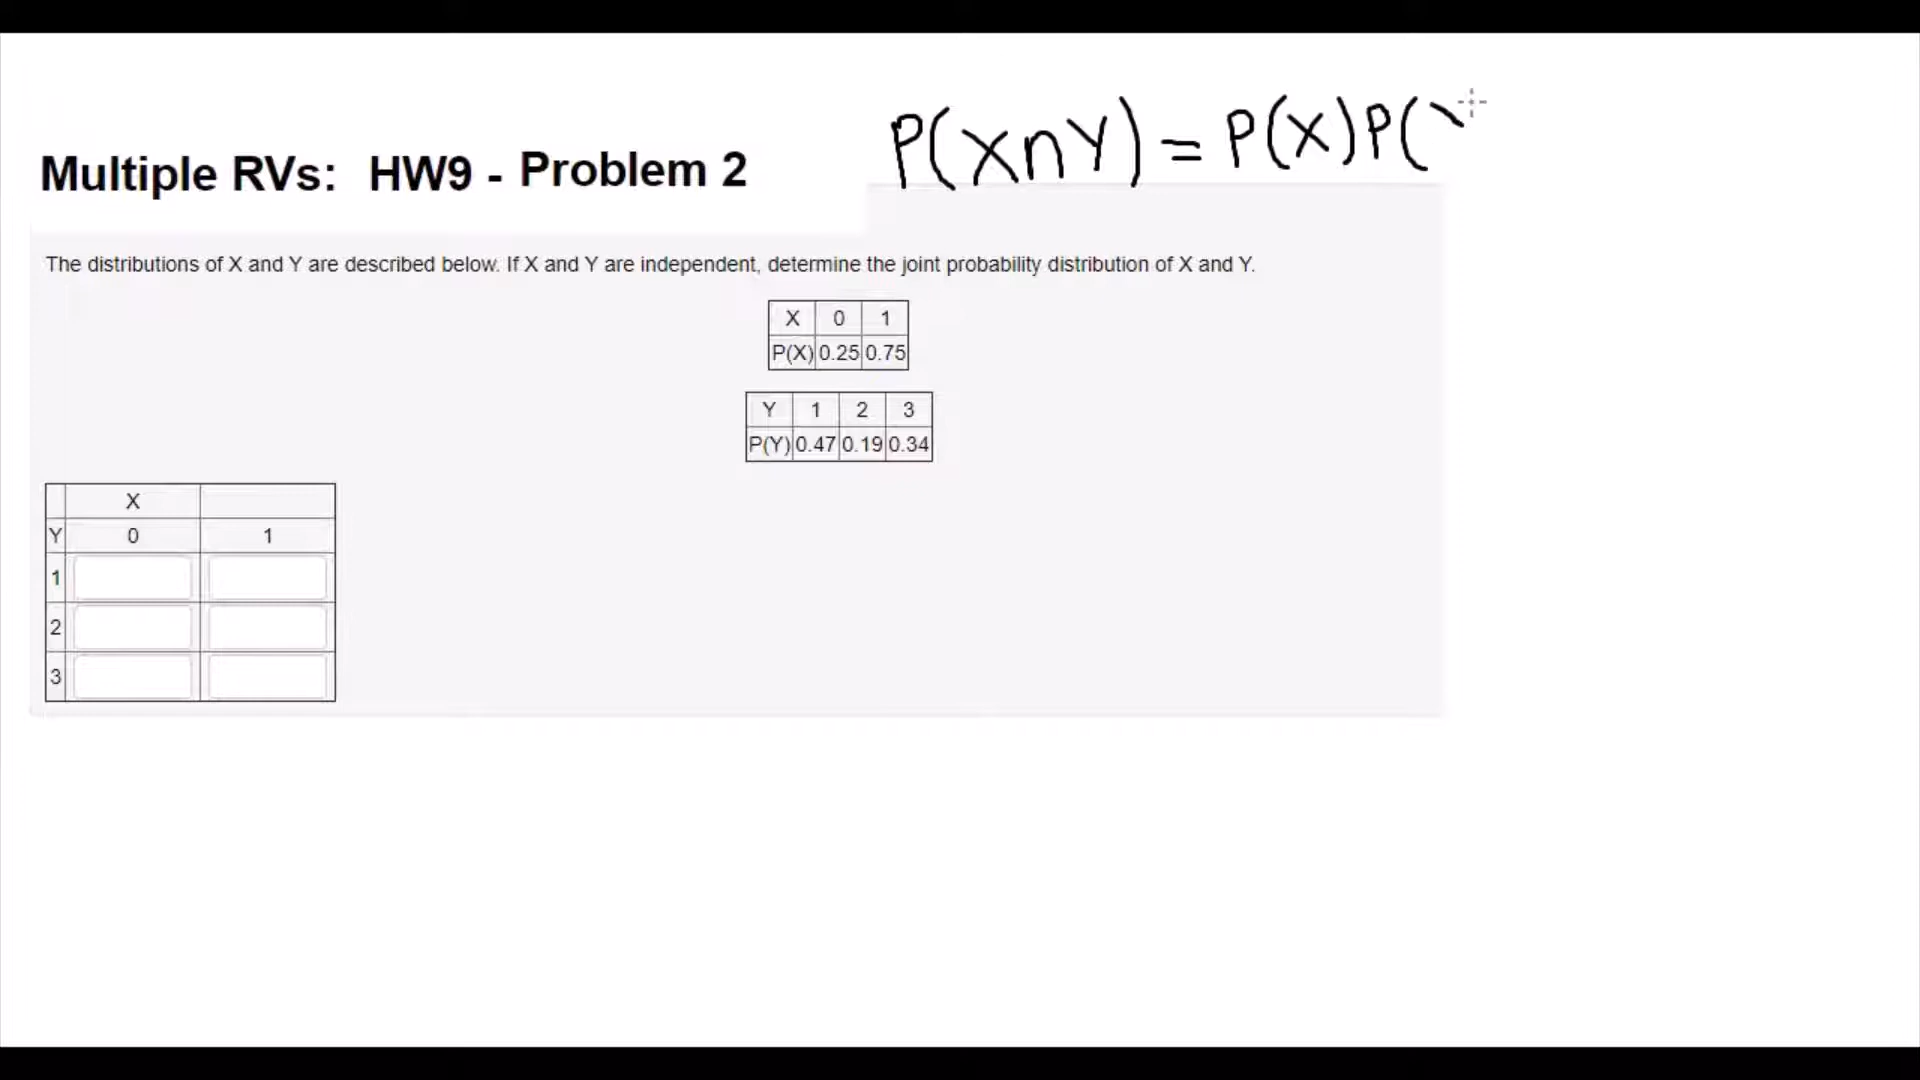 P(X∩Y) = P(X)P(
Multiple RVs: HW9 - Problem 2
The distributions of X and Y are described below. If X and Y are independent, determine the joint probability distribution of X and Y.
X 0 1
P(X) 0.25 0.75
Y 1 2 3
P(Y) 0.47 0.19 0.34
X
Y 0 1
1
2
3